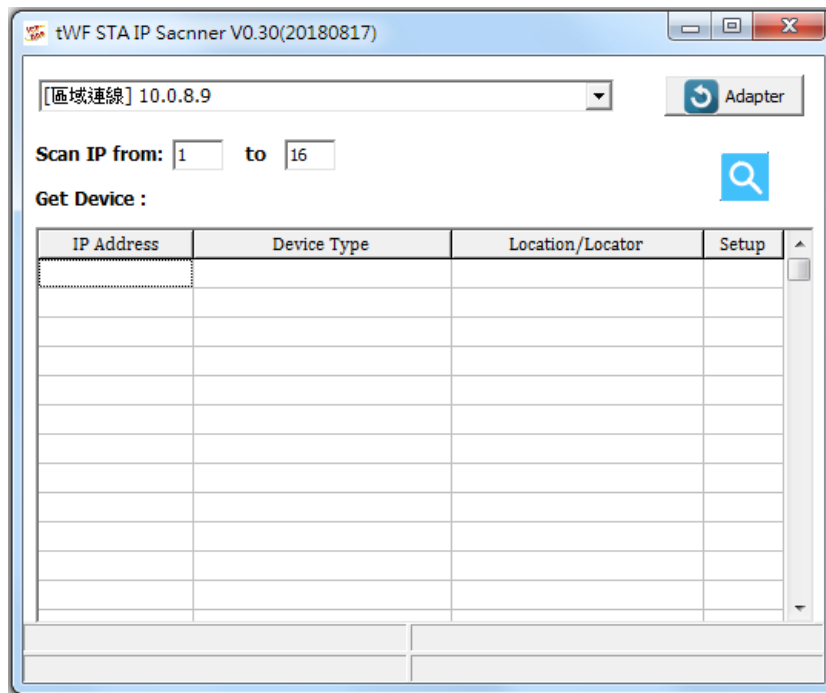 tWF STA IP Sacnner V0.30(20180817)
[區域連線] 10.0.8.9
Adapter
Scan IP from: 1 to 16
Get Device :
IP Address Device Type Location/Locator Setup